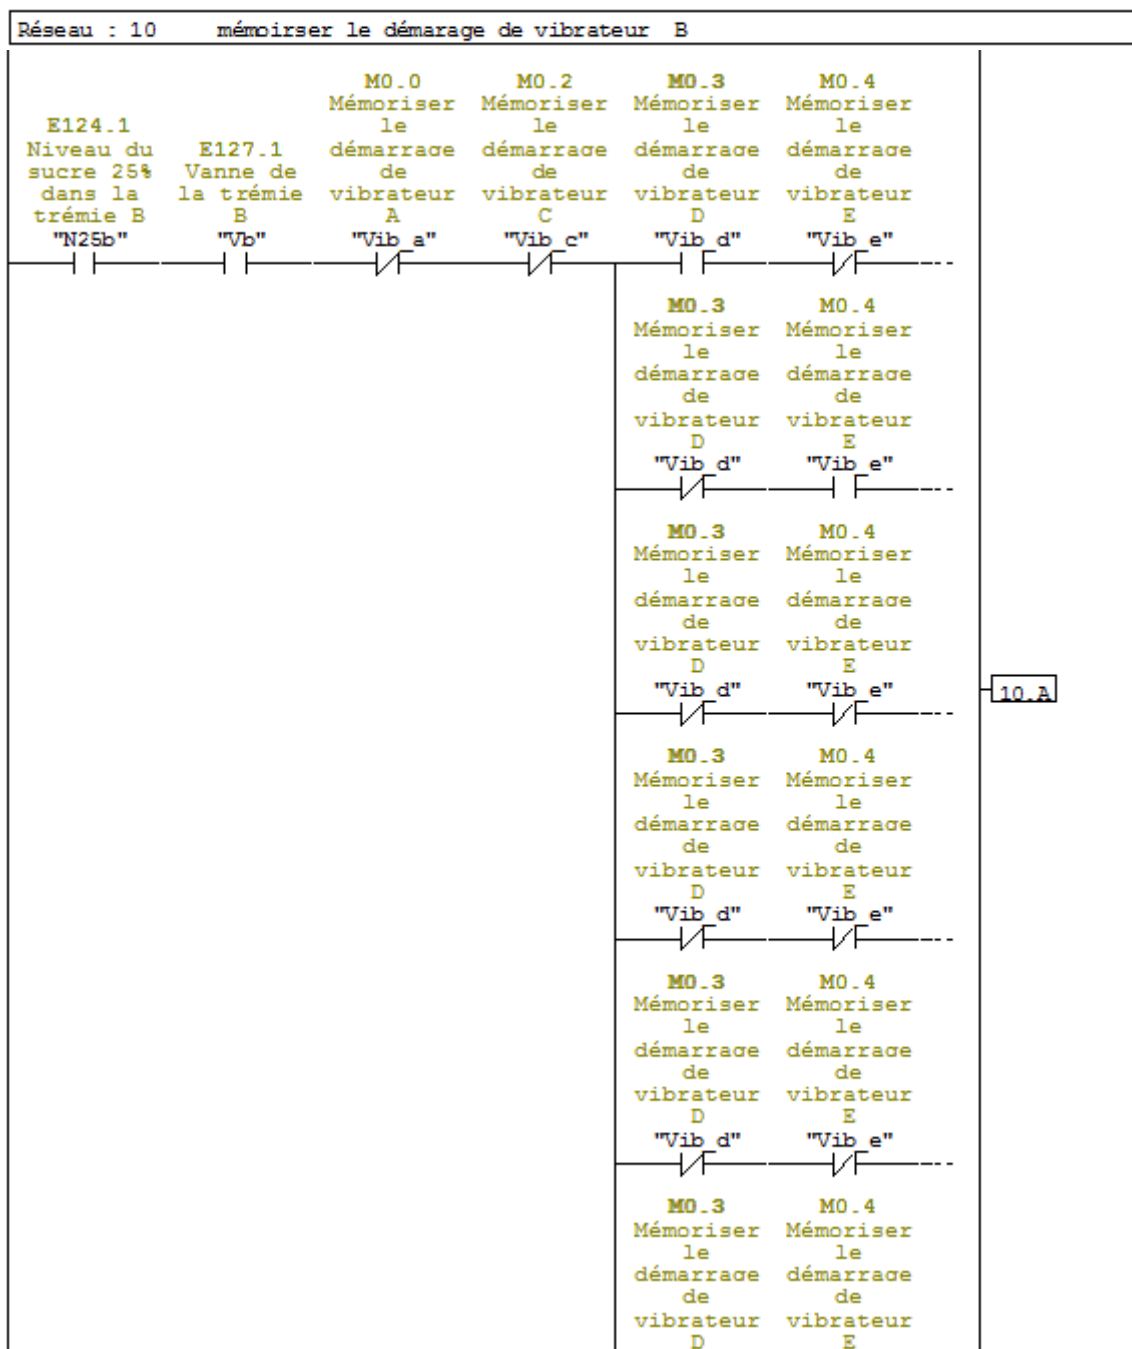 Réseau : 10 mémoirser le démarage de vibrateur B
E124.1
Niveau du
sucre 25%
dans la
trémie B
"N25b"
E127.1
Vanne de
la trémie
B
"Vb"
M0.0
Mémoriser
le
démarrage
de
vibrateur
A
"Vib_a"
M0.2
Mémoriser
le
démarrage
de
vibrateur
C
"Vib_c"
M0.3
Mémoriser
le
démarrage
de
vibrateur
D
"Vib_d"
M0.4
Mémoriser
le
démarrage
de
vibrateur
E
"Vib_e"
M0.3
Mémoriser
le
démarrage
de
vibrateur
D
"Vib_d"
M0.4
Mémoriser
le
démarrage
de
vibrateur
E
"Vib_e"
M0.3
Mémoriser
le
démarrage
de
vibrateur
D
"Vib_d"
M0.4
Mémoriser
le
démarrage
de
vibrateur
E
"Vib_e"
10.A
M0.3
Mémoriser
le
démarrage
de
vibrateur
D
"Vib_d"
M0.4
Mémoriser
le
démarrage
de
vibrateur
E
"Vib_e"
M0.3
Mémoriser
le
démarrage
de
vibrateur
D
"Vib_d"
M0.4
Mémoriser
le
démarrage
de
vibrateur
E
"Vib_e"
M0.3
Mémoriser
le
démarrage
de
vibrateur
D
M0.4
Mémoriser
le
démarrage
de
vibrateur
E